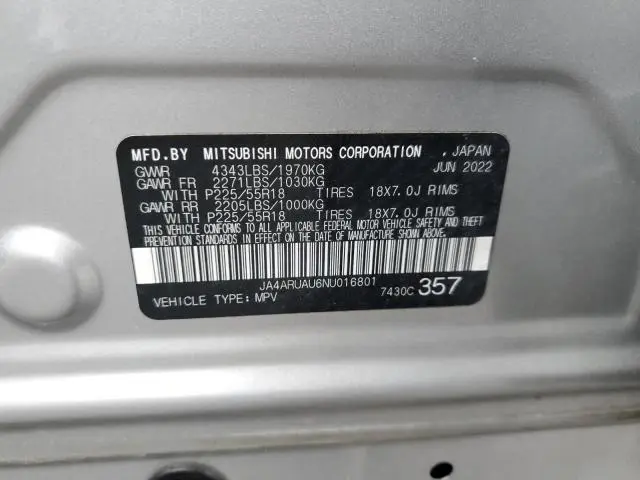 MFD.BY MITSUBISHI MOTORS CORPORATION , JAPAN
GVWR 4343LBS/1970KG JUN 2022
GAWR FR 2271LBS/1030KG
WITH P225/55R18 TIRES 18X7.0J RIMS
GAWR RR 2205LBS/1000KG
WITH P225/55R18 TIRES 18X7.0J RIMS
THIS VEHICLE CONFORMS TO ALL APPLICABLE FEDERAL MOTOR VEHICLE SAFETY AND THEFT
PREVENTION STANDARDS IN EFFECT ON THE DATE OF MANUFACTURE SHOWN ABOVE.
JA4ARUAU6NU016801
VEHICLE TYPE: MPV 7430C 357